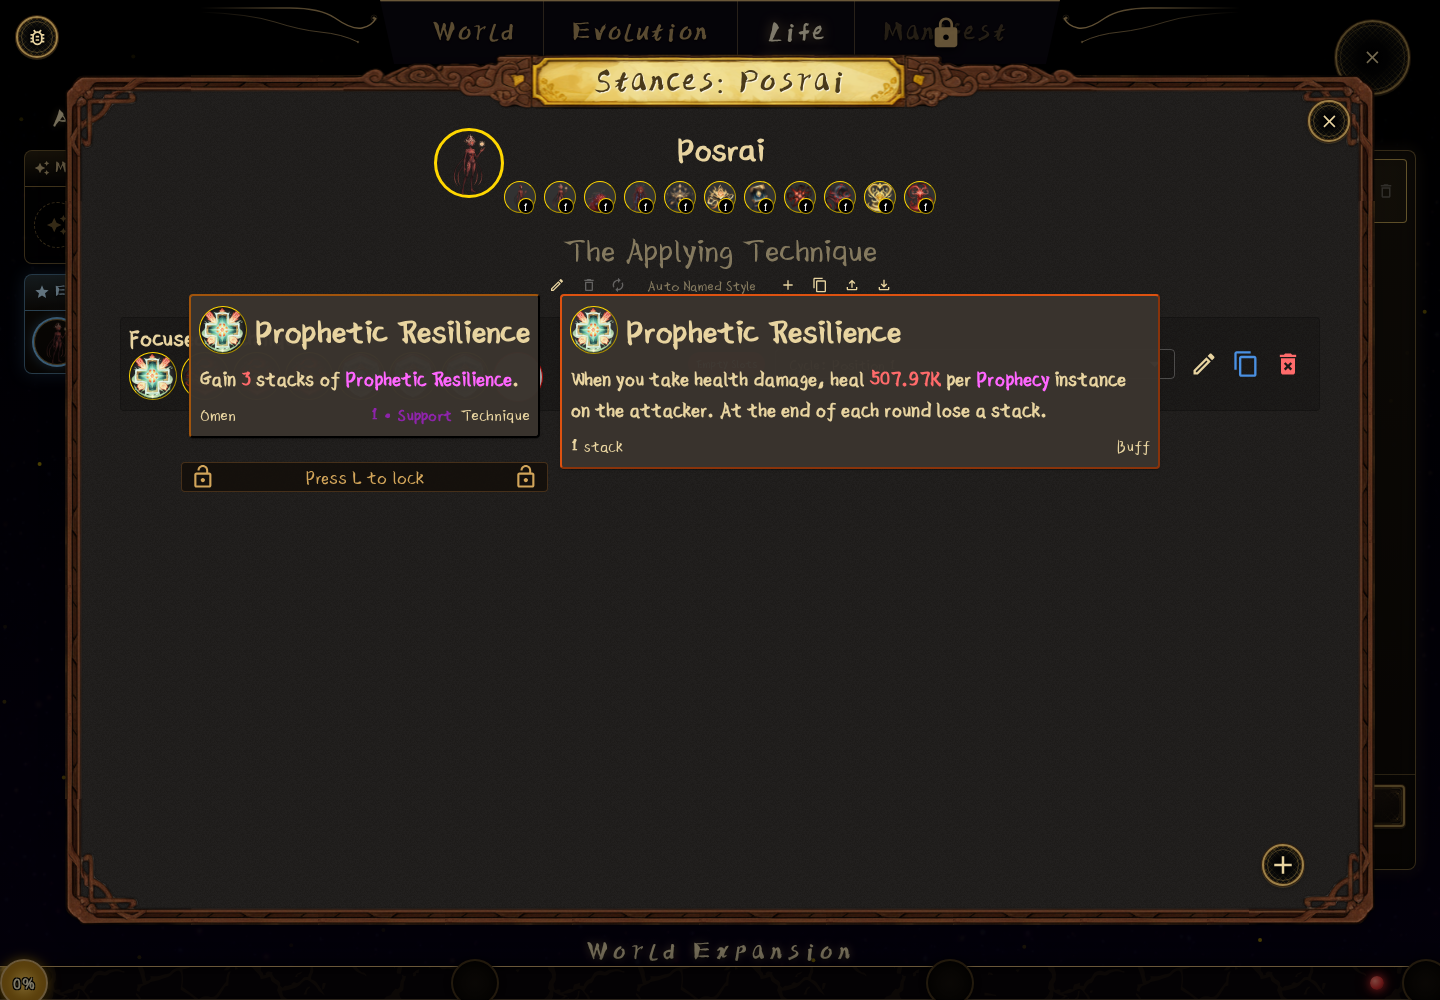 World
Evolution
Life
Manifest
Stances: Posrai
Posrai
The Applying Technique
Auto Named Style
Focuse
Prophetic Resilience
Gain 3 stacks of Prophetic Resilience.
Omen
1 • Support Technique
Press L to lock
Prophetic Resilience
When you take health damage, heal 507.97K per Prophecy instance
on the attacker. At the end of each round lose a stack.
1 stack
Buff
World Expansion
0%